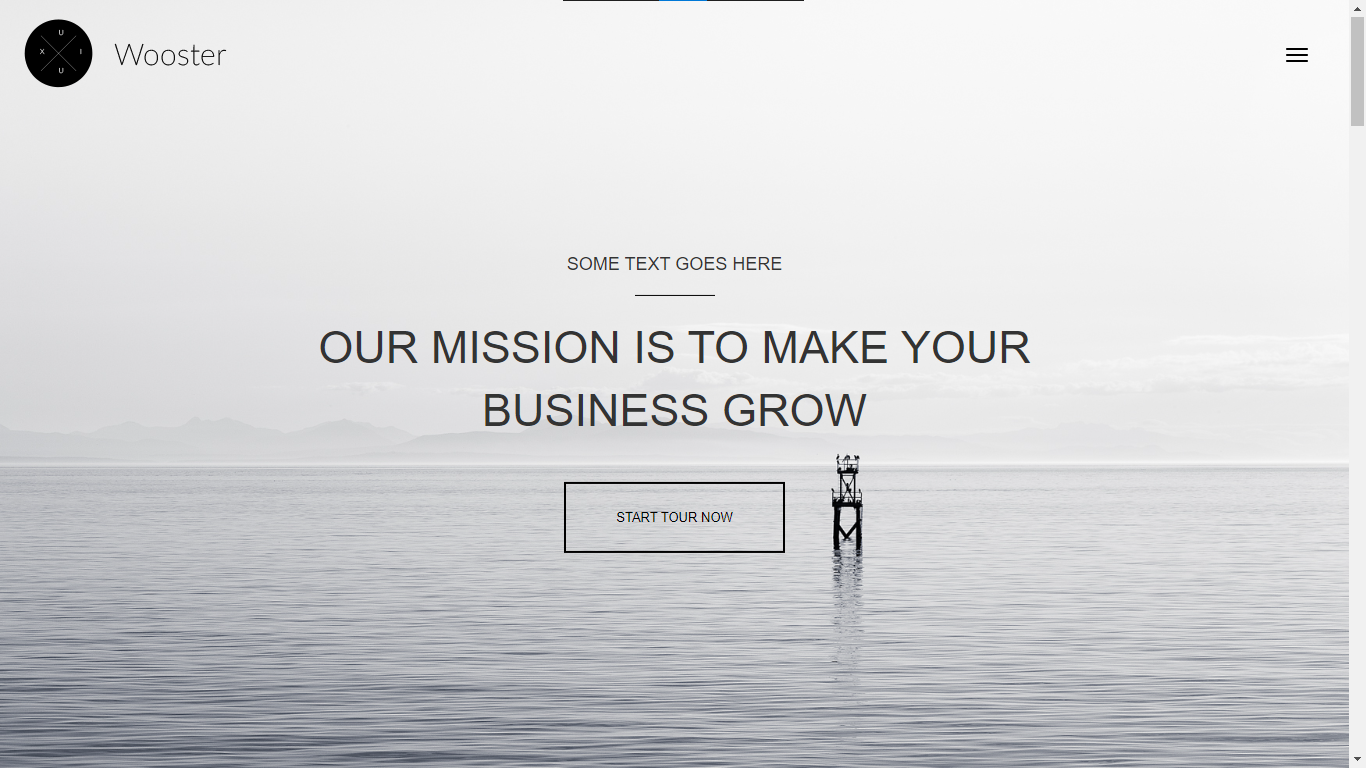 U
X I
U
Wooster
SOME TEXT GOES HERE
OUR MISSION IS TO MAKE YOUR
BUSINESS GROW
START TOUR NOW